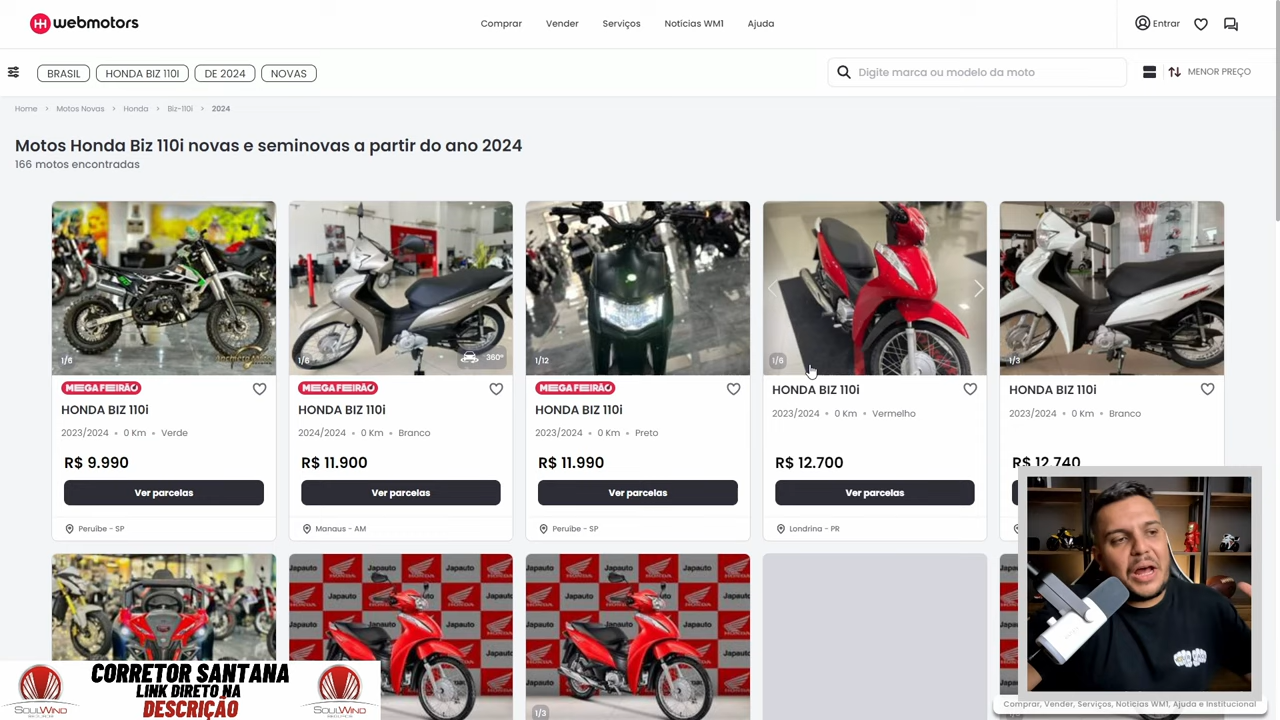 webmotors
Comprar Vender Serviços Notícias WM1 Ajuda
Entrar
BRASIL HONDA BIZ 110I DE 2024 NOVAS
Digite marca ou modelo da moto
MENOR PREÇO
Home > Motos Novas > Honda > Biz-110i > 2024
Motos Honda Biz 110i novas e seminovas a partir do ano 2024
166 motos encontradas
1/6
MEGA FEIRÃO
HONDA BIZ 110i
2023/2024 • 0 Km • Verde
R$ 9.990
Ver parcelas
Peruíbe - SP
1/6
360°
MEGA FEIRÃO
HONDA BIZ 110i
2024/2024 • 0 Km • Branco
R$ 11.900
Ver parcelas
Manaus - AM
1/12
MEGA FEIRÃO
HONDA BIZ 110i
2023/2024 • 0 Km • Preto
R$ 11.990
Ver parcelas
Peruíbe - SP
1/6
HONDA BIZ 110i
2023/2024 • 0 Km • Vermelho
R$ 12.700
Ver parcelas
Londrina - PR
1/3
HONDA BIZ 110i
2023/2024 • 0 Km • Branco
R$ 12.740
HONDA
Japauto
HONDA
Japauto
1/3
CORRETOR SANTANA
LINK DIRETO NA
DESCRIÇÃO
SOULWIND
SOULWIND
Comprar, Vender, Serviços, Notícias WM1, Ajuda e Institucional